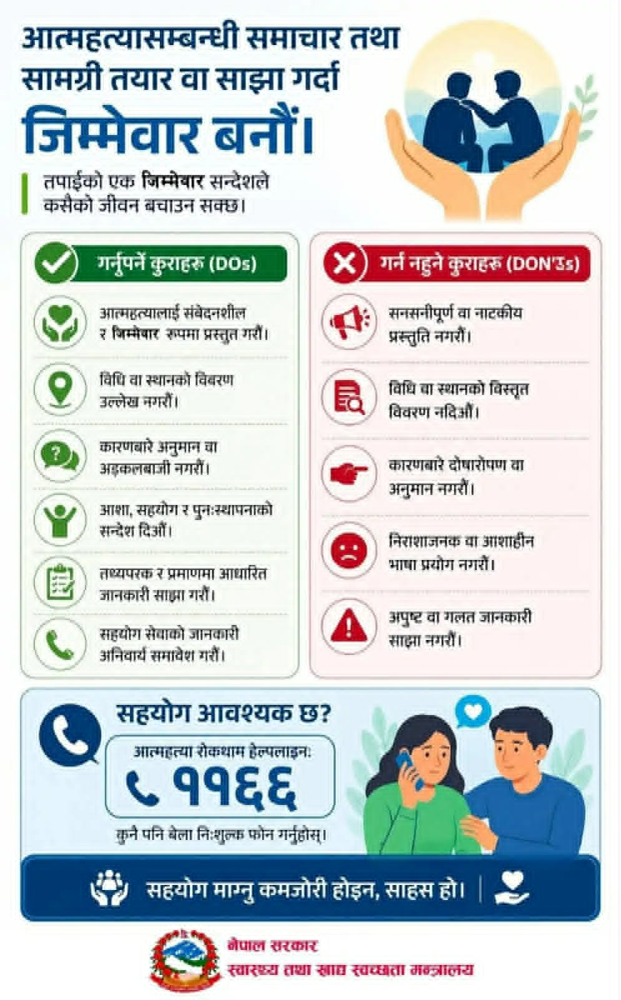 आत्महत्यासम्बन्धी समाचार तथा
सामग्री तयार वा साझा गर्दा
जिम्मेवार बनौं।
तपाईको एक जिम्मेवार सन्देशले
कसैको जीवन बचाउन सक्छ।
गर्नुपर्ने कुराहरू (DOs)
आत्महत्यालाई संबेदनशील
र जिम्मेवार रूपमा प्रस्तुत गरौं।
विधि वा स्थानको विबरण
उल्लेख नगरौं।
कारणबारे अनुमान वा
अड्कलबाजी नगरौं।
आशा, सहयोग र पुन:स्थापनाको
सन्देश दिऔं।
तथ्यपरक र प्रमाणमा आधारित
जानकारी साझा गरौं।
सहयोग सेवाको जानकारी
अनिवार्य समावेश गरौं।
गर्न नहुने कुराहरू (DON'Ts)
सनसनीपूर्ण वा नाटकीय
प्रस्तुति नगरौं।
विधि वा स्थानको विस्तृत
विवरण नदिऔं।
कारणबारे दोषारोपण वा
अनुमान नगरौं।
निराशाजनक वा आशाहीन
भाषा प्रयोग नगरौं।
अपुष्ट वा गलत जानकारी
साझा नगरौं।
सहयोग आवश्यक छ?
आत्महत्या रोकथाम हेल्पलाइन:
११६६
कुनै पनि बेला नि:शुल्क फोन गर्नुहोस्।
सहयोग माग्नु कमजोरी होइन, साहस हो।
नेपाल सरकार
स्वास्थ्य तथा खाद्य स्वच्छता मन्त्रालय